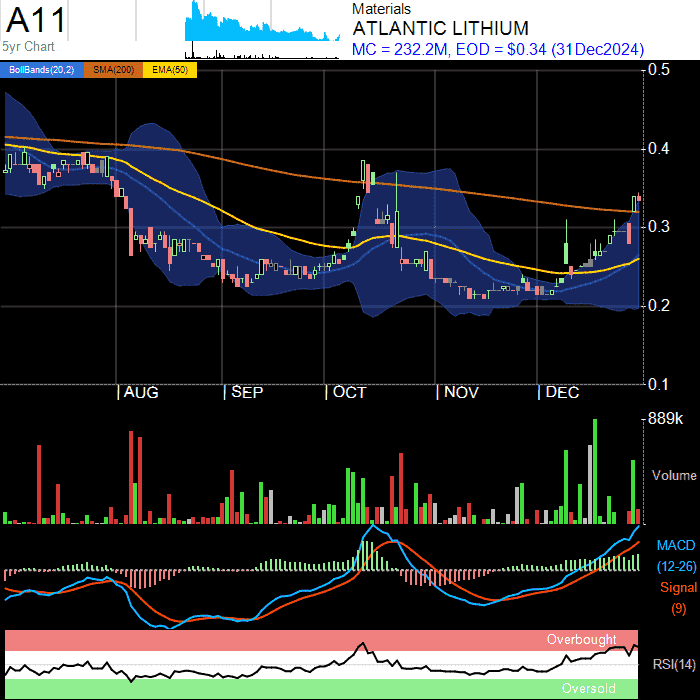 A11
5yr Chart
Materials
ATLANTIC LITHIUM
MC = 232.2M, EOD = $0.34 (31Dec2024)
BollBands(20,2) SMA(200) EMA(50)
0.5
0.4
0.3
0.2
0.1
AUG SEP OCT NOV DEC
889k
Volume
MACD
(12-26)
Signal
(9)
Overbought
RSI(14)
Oversold